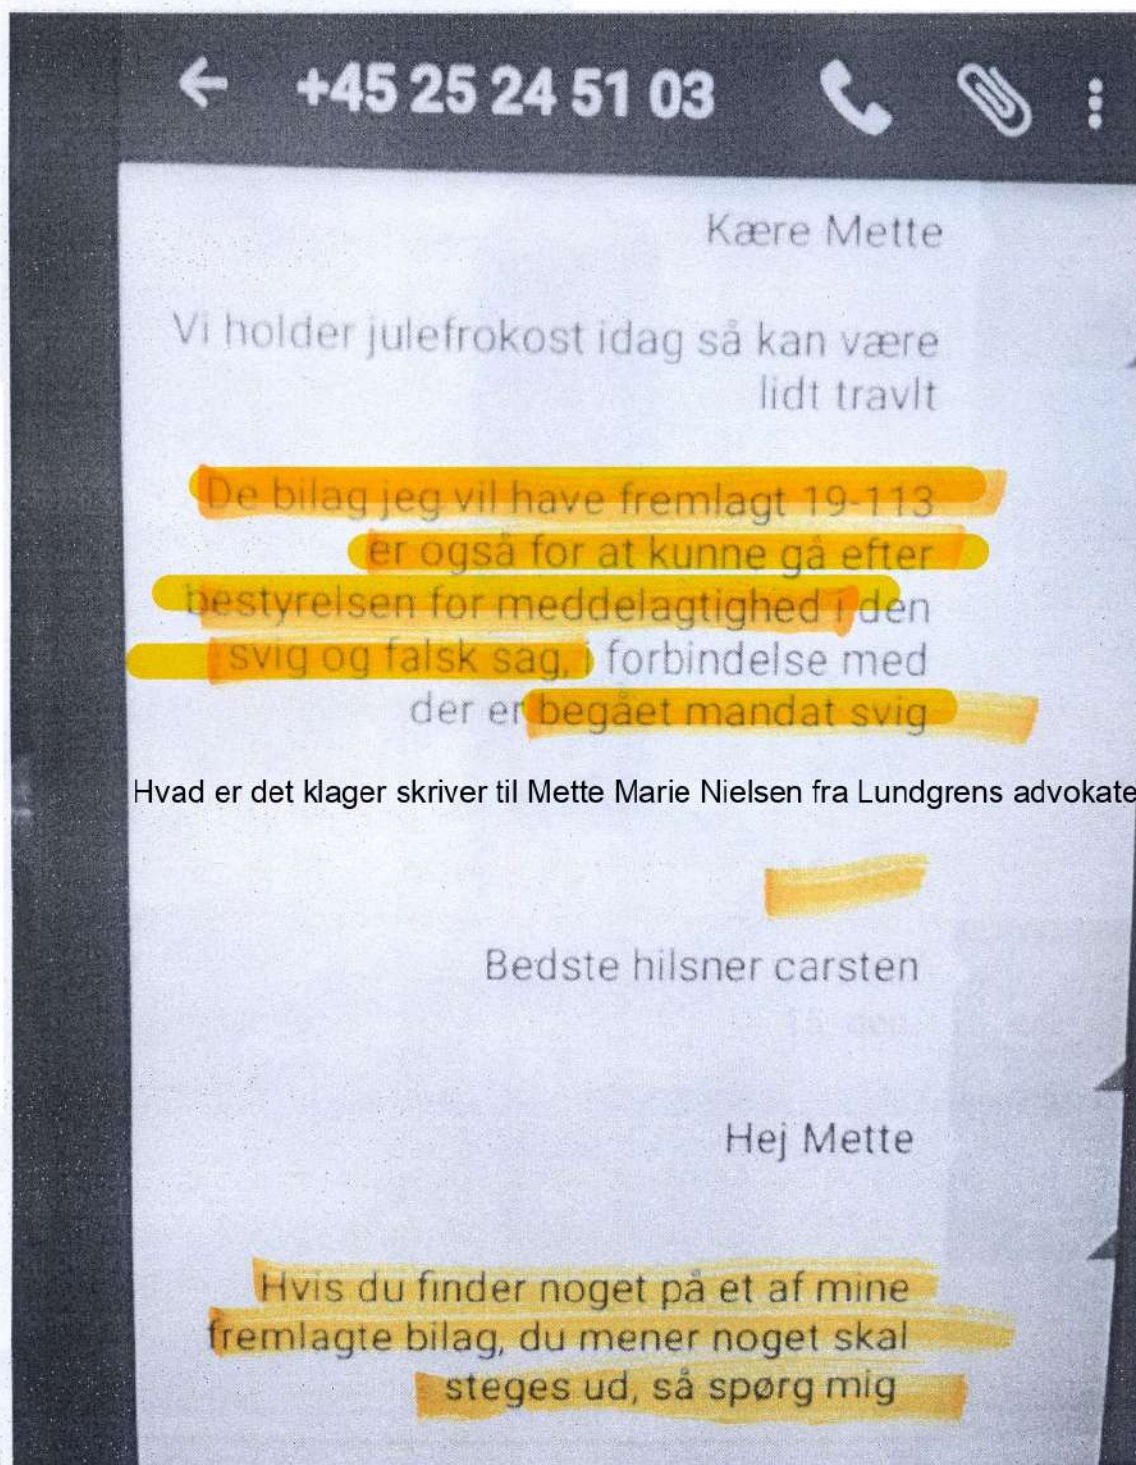 +45 25 24 51 03
Kære Mette
Vi holder julefrokost idag så kan være
lidt travlt
De bilag jeg vil have fremlagt 19-113
er også for at kunne gå efter
bestyrelsen for meddelagtighed i den
svig og falsk sag, i forbindelse med
der er begået mandat svig
Hvad er det klager skriver til Mette Marie Nielsen fra Lundgrens advokate
Bedste hilsner carsten
Hej Mette
Hvis du finder noget på et af mine
fremlagte bilag, du mener noget skal
steges ud, så spørg mig